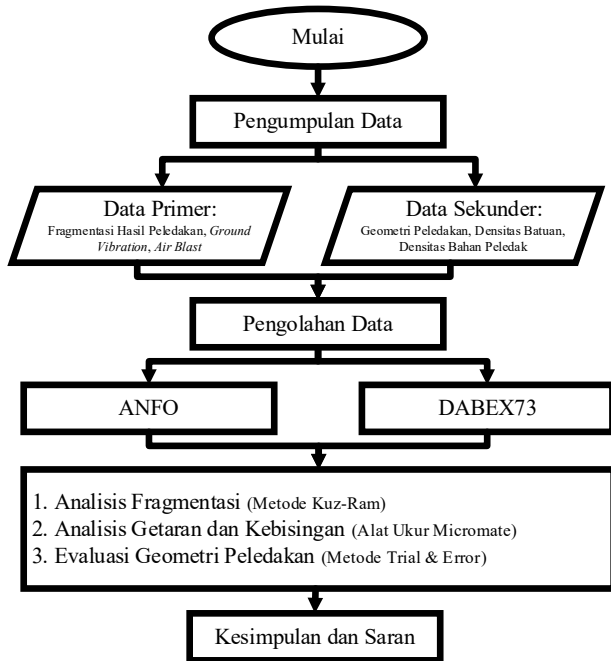 Mulai
Pengumpulan Data
Data Primer:
Fragmentasi Hasil Peledakan, Ground
Vibration, Air Blast
Data Sekunder:
Geometri Peledakan, Densitas Batuan,
Densitas Bahan Peledak
Pengolahan Data
ANFO
DABEX73
1. Analisis Fragmentasi (Metode Kuz-Ram)
2. Analisis Getaran dan Kebisingan (Alat Ukur Micromate)
3. Evaluasi Geometri Peledakan (Metode Trial & Error)
Kesimpulan dan Saran